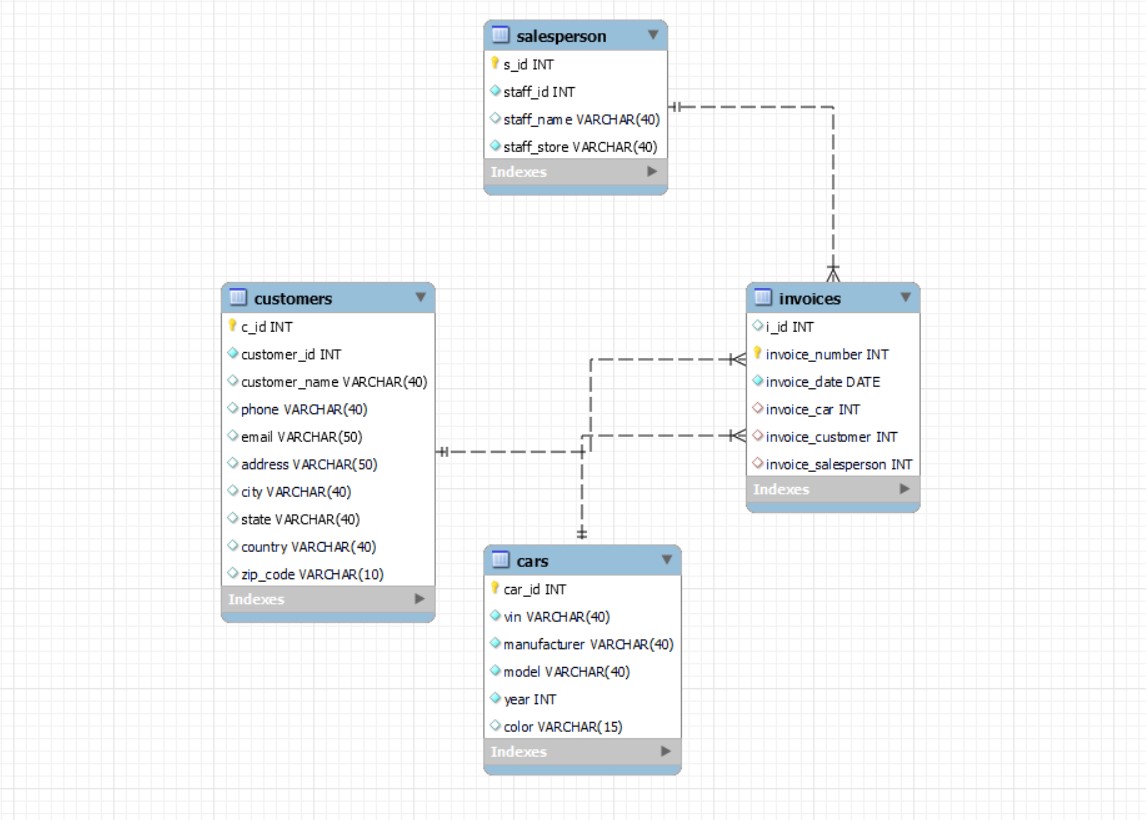 salesperson
s_id INT
staff_id INT
staff_name VARCHAR(40)
staff_store VARCHAR(40)
Indexes
customers
c_id INT
customer_id INT
customer_name VARCHAR(40)
phone VARCHAR(40)
email VARCHAR(50)
address VARCHAR(50)
city VARCHAR(40)
state VARCHAR(40)
country VARCHAR(40)
zip_code VARCHAR(10)
Indexes
invoices
i_id INT
invoice_number INT
invoice_date DATE
invoice_car INT
invoice_customer INT
invoice_salesperson INT
Indexes
cars
car_id INT
vin VARCHAR(40)
manufacturer VARCHAR(40)
model VARCHAR(40)
year INT
color VARCHAR(15)
Indexes